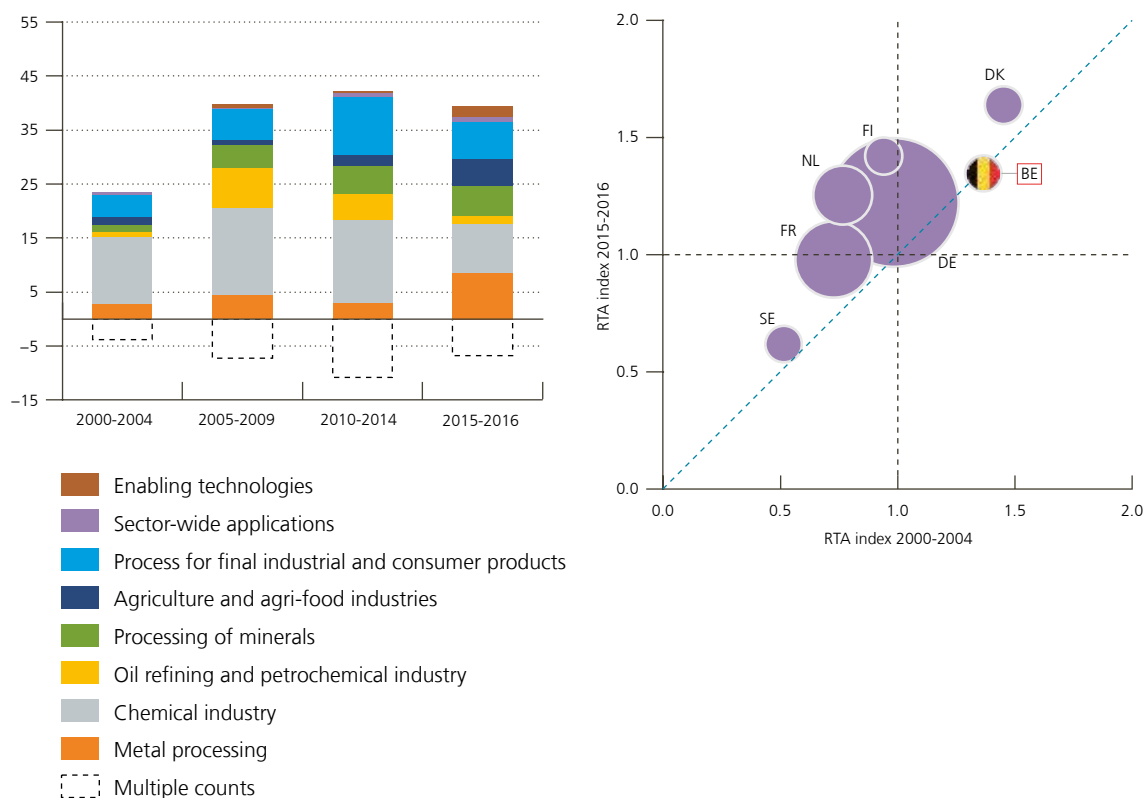 55
45
35
25
15
5
–5
–15
2000-2004
2005-2009
2010-2014
2015-2016
Enabling technologies
Sector-wide applications
Process for final industrial and consumer products
Agriculture and agri-food industries
Processing of minerals
Oil refining and petrochemical industry
Chemical industry
Metal processing
Multiple counts
RTA index 2015-2016
2.0
1.5
1.0
0.5
0.0
DK
FI
NL
BE
FR
DE
SE
0.0
0.5
1.0
1.5
2.0
RTA index 2000-2004